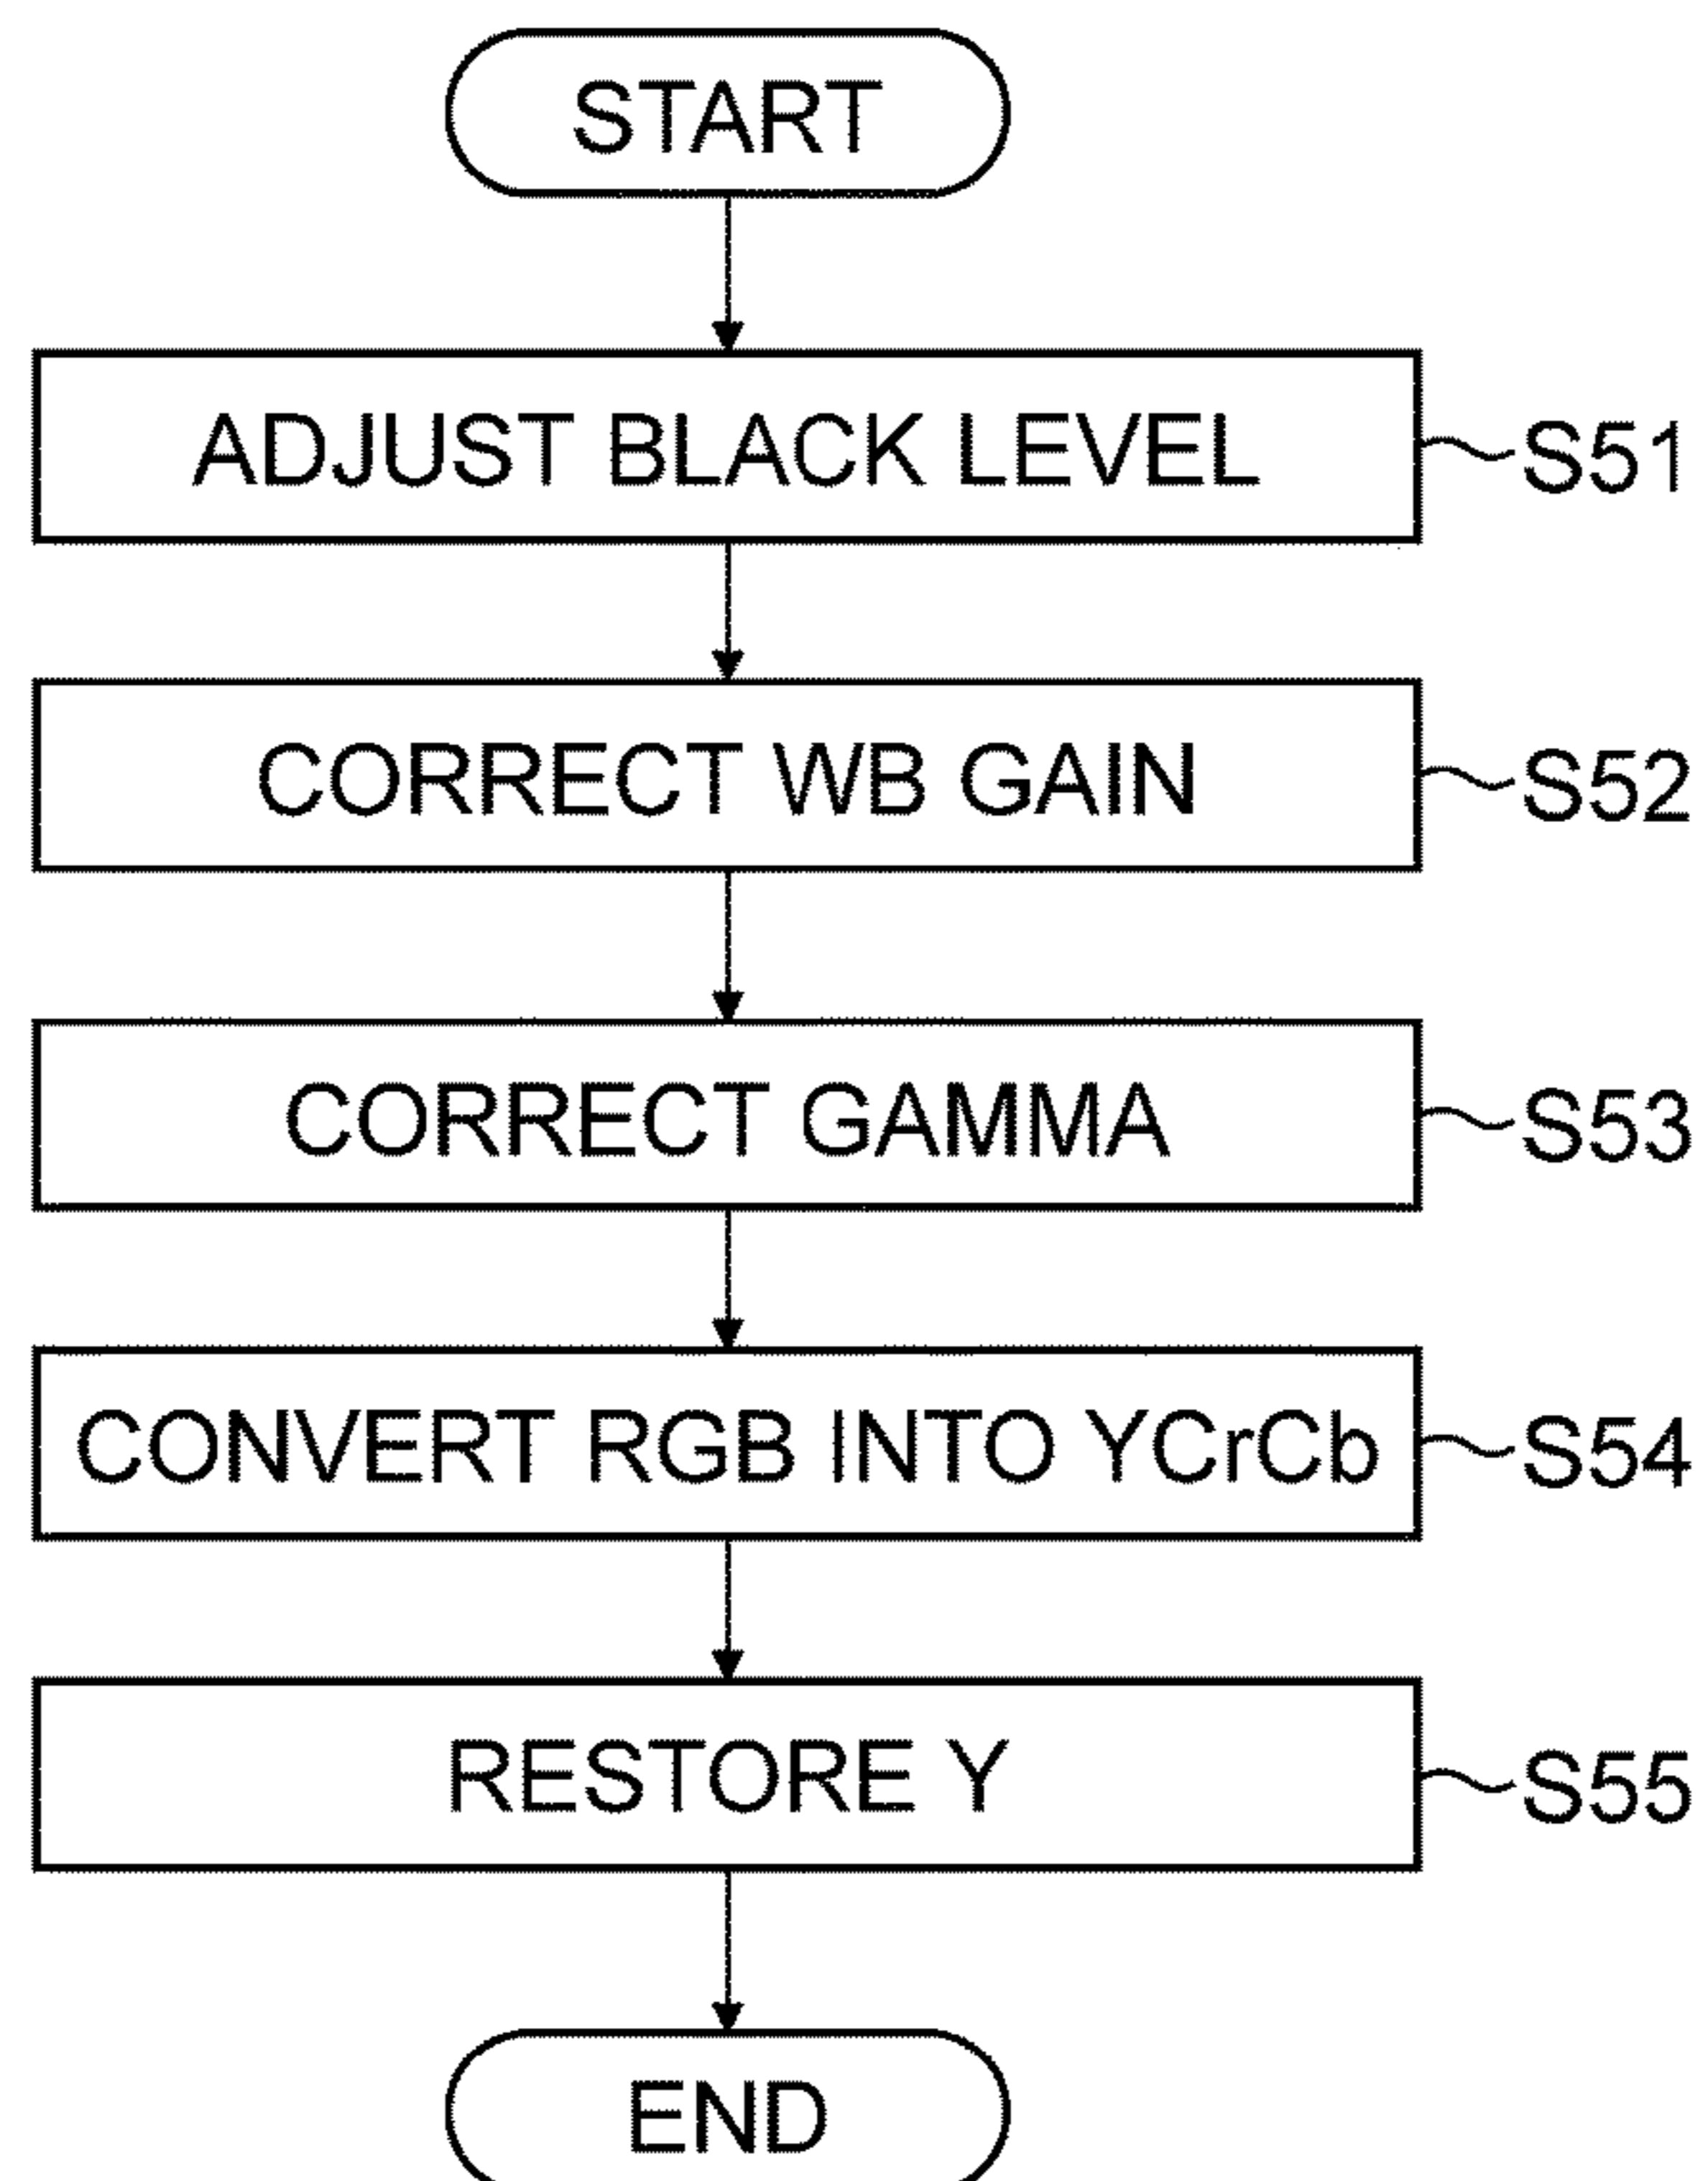 START
ADJUST BLACK LEVEL S51
CORRECT WB GAIN S52
CORRECT GAMMA S53
CONVERT RGB INTO YCrCb S54
RESTORE Y S55
END